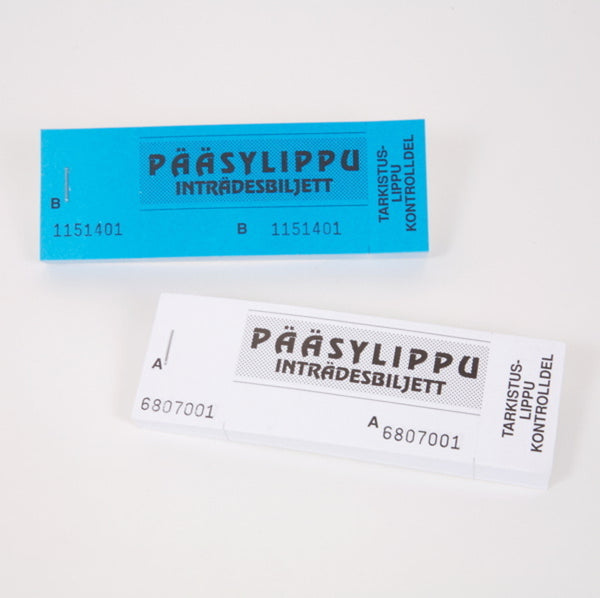 PÄÄSYLIPPU
INTRÄDESBILJETT
B
1151401
B 1151401
TARKISTUS-
LIPPU
KONTROLLDEL
PÄÄSYLIPPU
INTRÄDESBILJETT
A
6807001
A 6807001
TARKISTUS-
LIPPU
KONTROLLDEL